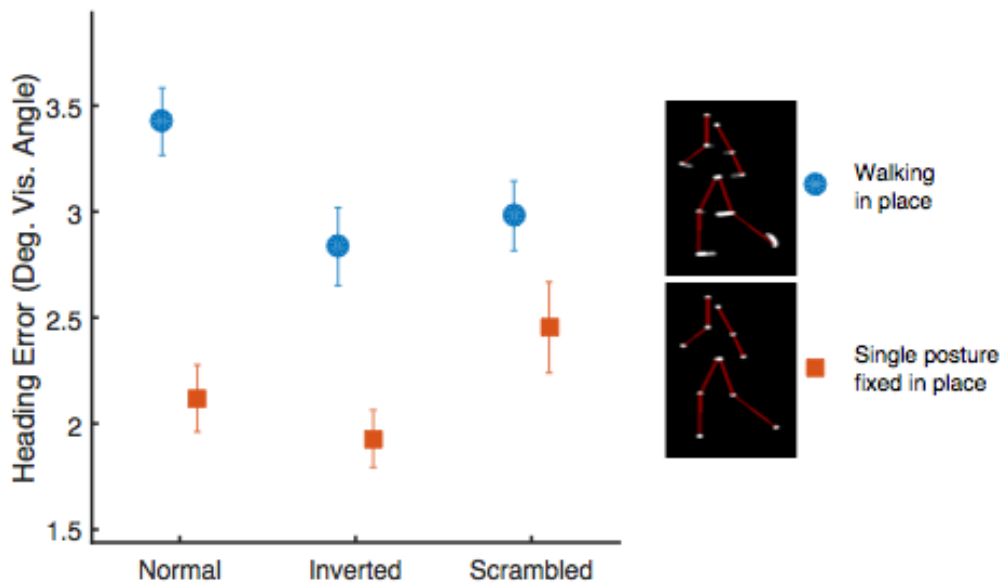 Heading Error (Deg. Vis. Angle)
3.5
3
2.5
2
1.5
Normal
Inverted
Scrambled
Walking
in place
Single posture
fixed in place